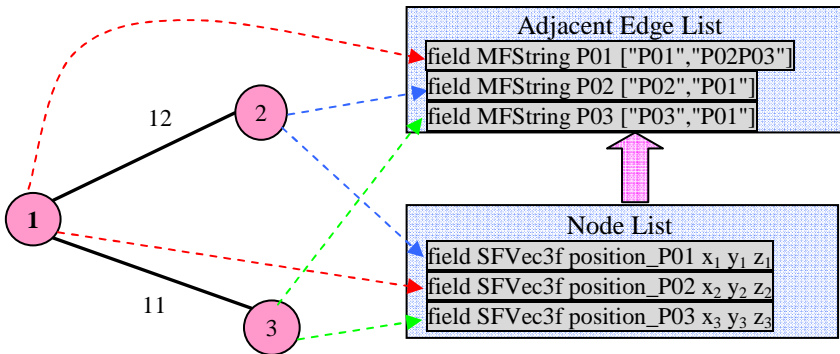 Adjacent Edge List
field MFString P01 ["P01","P02P03"]
field MFString P02 ["P02","P01"]
field MFString P03 ["P03","P01"]
12
2
1
11
3
Node List
field SFVec3f position_P01 x₁ y₁ z₁
field SFVec3f position_P02 x₂ y₂ z₂
field SFVec3f position_P03 x₃ y₃ z₃